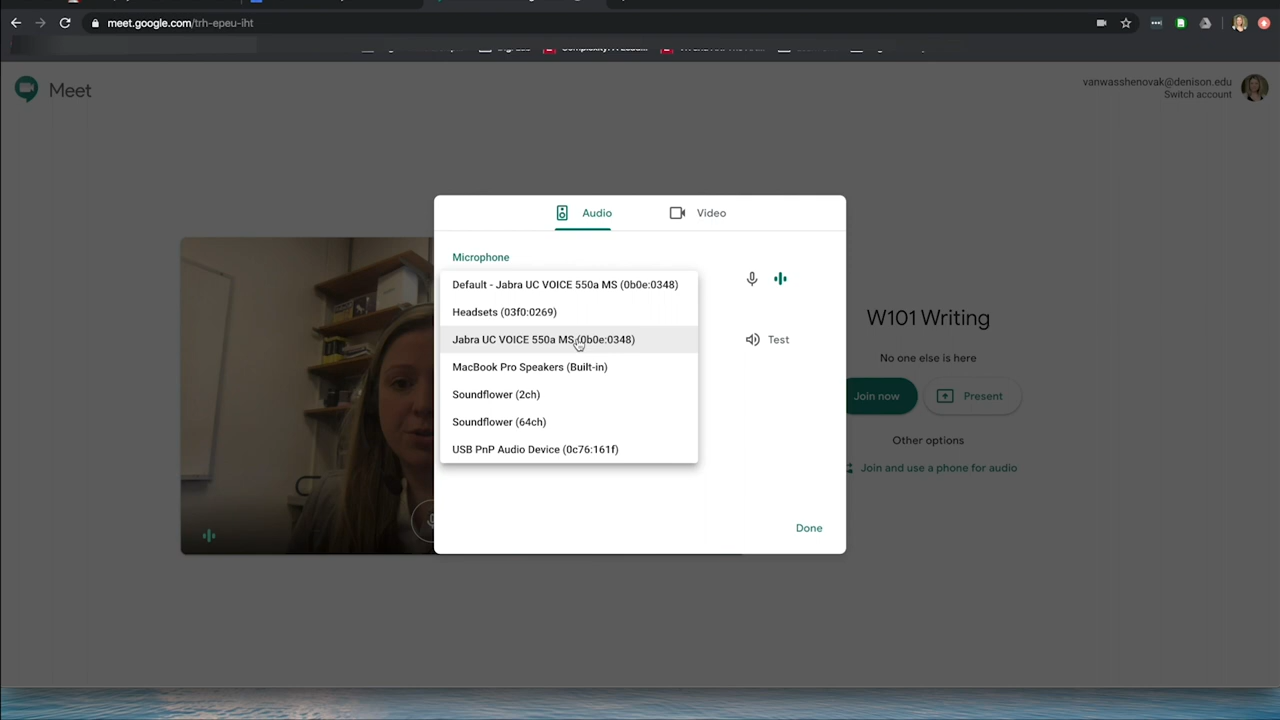 meet.google.com/trh-epeu-iht
Meet
vanwasshenovak@denison.edu
Switch account
Audio
Video
Microphone
Default - Jabra UC VOICE 550a MS (0b0e:0348)
Headsets (03f0:0269)
Jabra UC VOICE 550a MS (0b0e:0348)
MacBook Pro Speakers (Built-in)
Soundflower (2ch)
Soundflower (64ch)
USB PnP Audio Device (0c76:161f)
Test
Done
W101 Writing
No one else is here
Join now
Present
Other options
Join and use a phone for audio